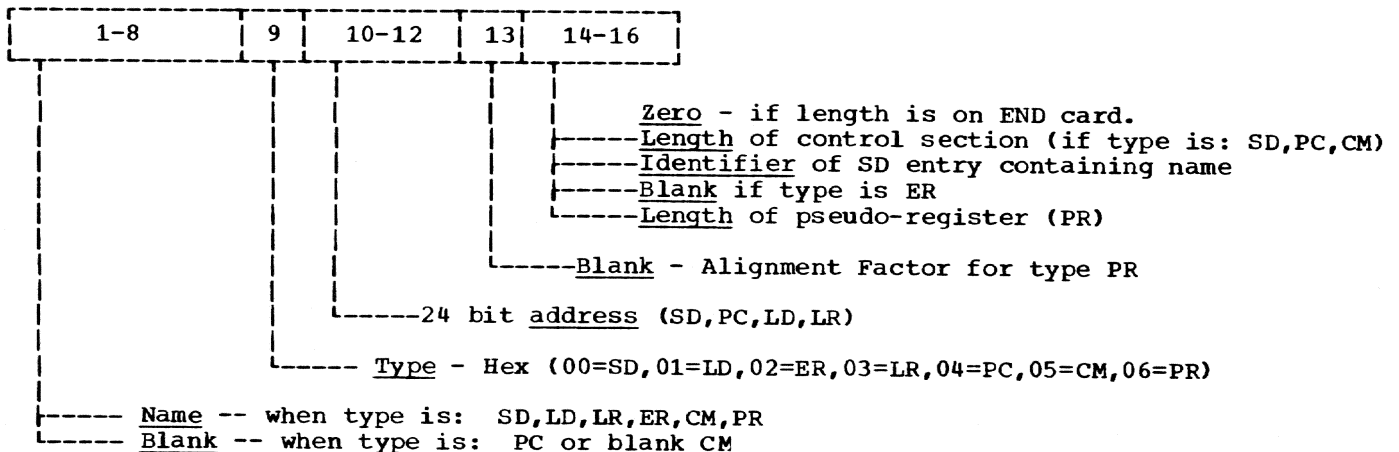 1-8 9 10-12 13 14-16
Zero - if length is on END card.
Length of control section (if type is: SD,PC,CM)
Identifier of SD entry containing name
Blank if type is ER
Length of pseudo-register (PR)
Blank - Alignment Factor for type PR
24 bit address (SD,PC,LD,LR)
Type - Hex (00=SD,01=LD,02=ER,03=LR,04=PC,05=CM,06=PR)
Name -- when type is: SD,LD,LR,ER,CM,PR
Blank -- when type is: PC or blank CM